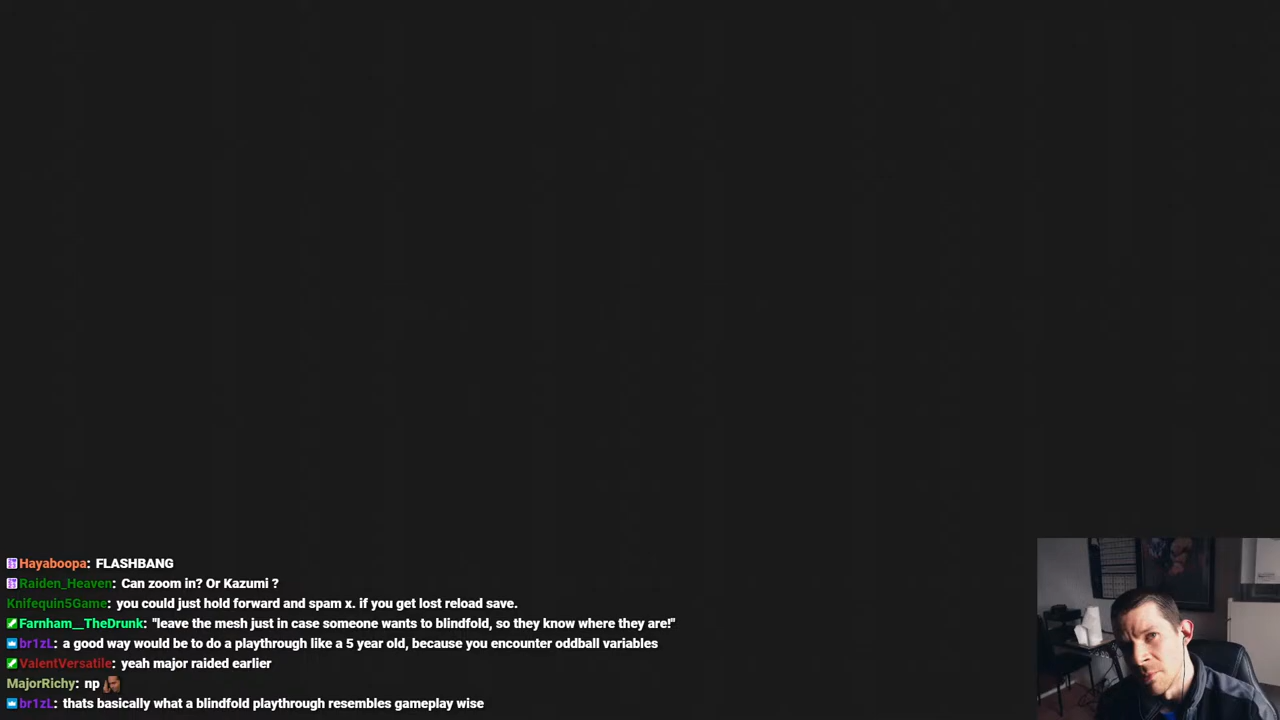 Hayaboopa: FLASHBANG
Raiden_Heaven: Can zoom in? Or Kazumi ?
Knifequin5Game: you could just hold forward and spam x. if you get lost reload save.
Farnham__TheDrunk: "leave the mesh just in case someone wants to blindfold, so they know where they are!"
br1zL: a good way would be to do a playthrough like a 5 year old, because you encounter oddball variables
ValentVersatile: yeah major raided earlier
MajorRichy: np
br1zL: thats basically what a blindfold playthrough resembles gameplay wise